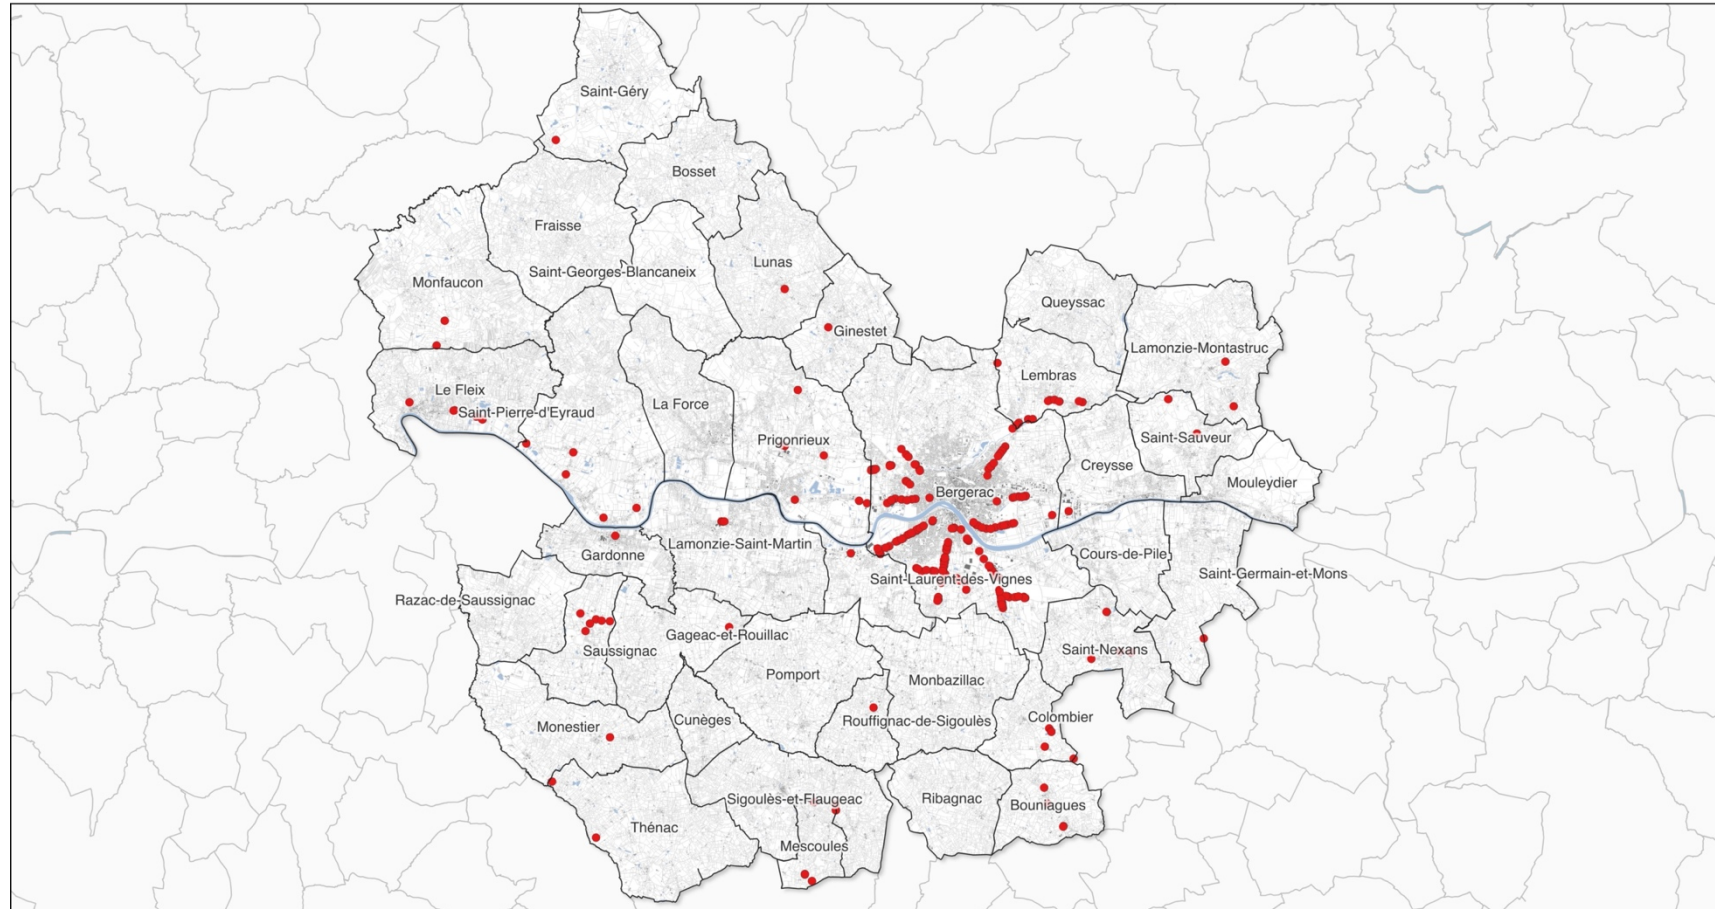 Saint-Géry
Bosset
Fraisse
Saint-Georges-Blancaneix
Lunas
Monfaucon
Queyssac
Ginestet
Lamonzie-Montastruc
Lembras
Le Fleix
La Force
Saint-Pierre-d'Eyraud
Prigonrieux
Saint-Sauveur
Creysse
Mouleydier
Bergerac
Lamonzie-Saint-Martin
Gardonne
Cours-de-Pile
Saint-Germain-et-Mons
Saint-Laurent-des-Vignes
Razac-de-Saussignac
Gageac-et-Rouillac
Saussignac
Saint-Nexans
Pomport
Monbazillac
Colombier
Cunèges
Rouffignac-de-Sigoulès
Monestier
Sigoulès-et-Flaugeac
Ribagnac
Bouniagues
Thénac
Mescoules